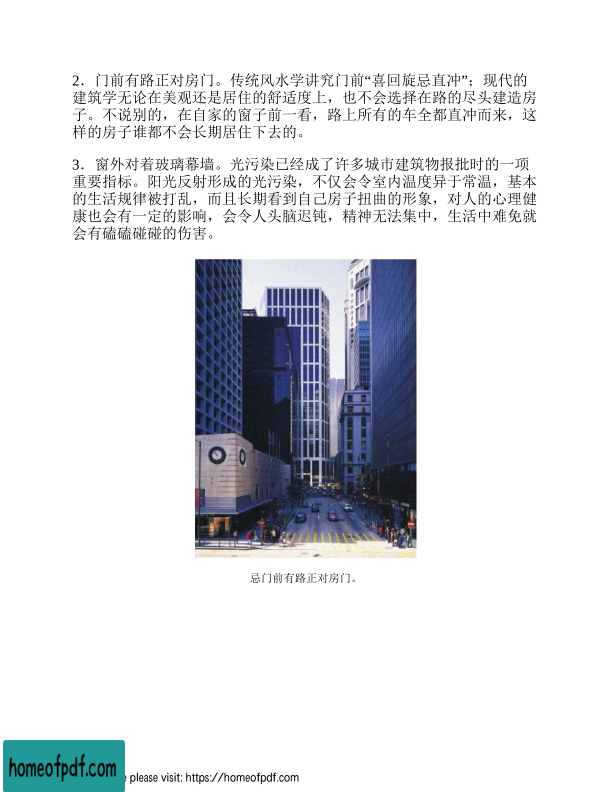 2．门前有路正对房门。传统风水学讲究门前“喜回旋忌直冲”；现代的
建筑学无论在美观还是居住的舒适度上，也不会选择在路的尽头建造房
子。不说别的，在自家的窗子前一看，路上所有的车全都直冲而来，这
样的房子谁都不会长期居住下去的。
3．窗外对着玻璃幕墙。光污染已经成了许多城市建筑物报批时的一项
重要指标。阳光反射形成的光污染，不仅会令室内温度异于常温，基本
的生活规律被打乱，而且长期看到自己房子扭曲的形象，对人的心理健
康也会有一定的影响，会令人头脑迟钝，精神无法集中，生活中难免就
会有磕磕碰碰的伤害。
忌门前有路正对房门。
homeofpdf.com
e please visit: https://homeofpdf.com